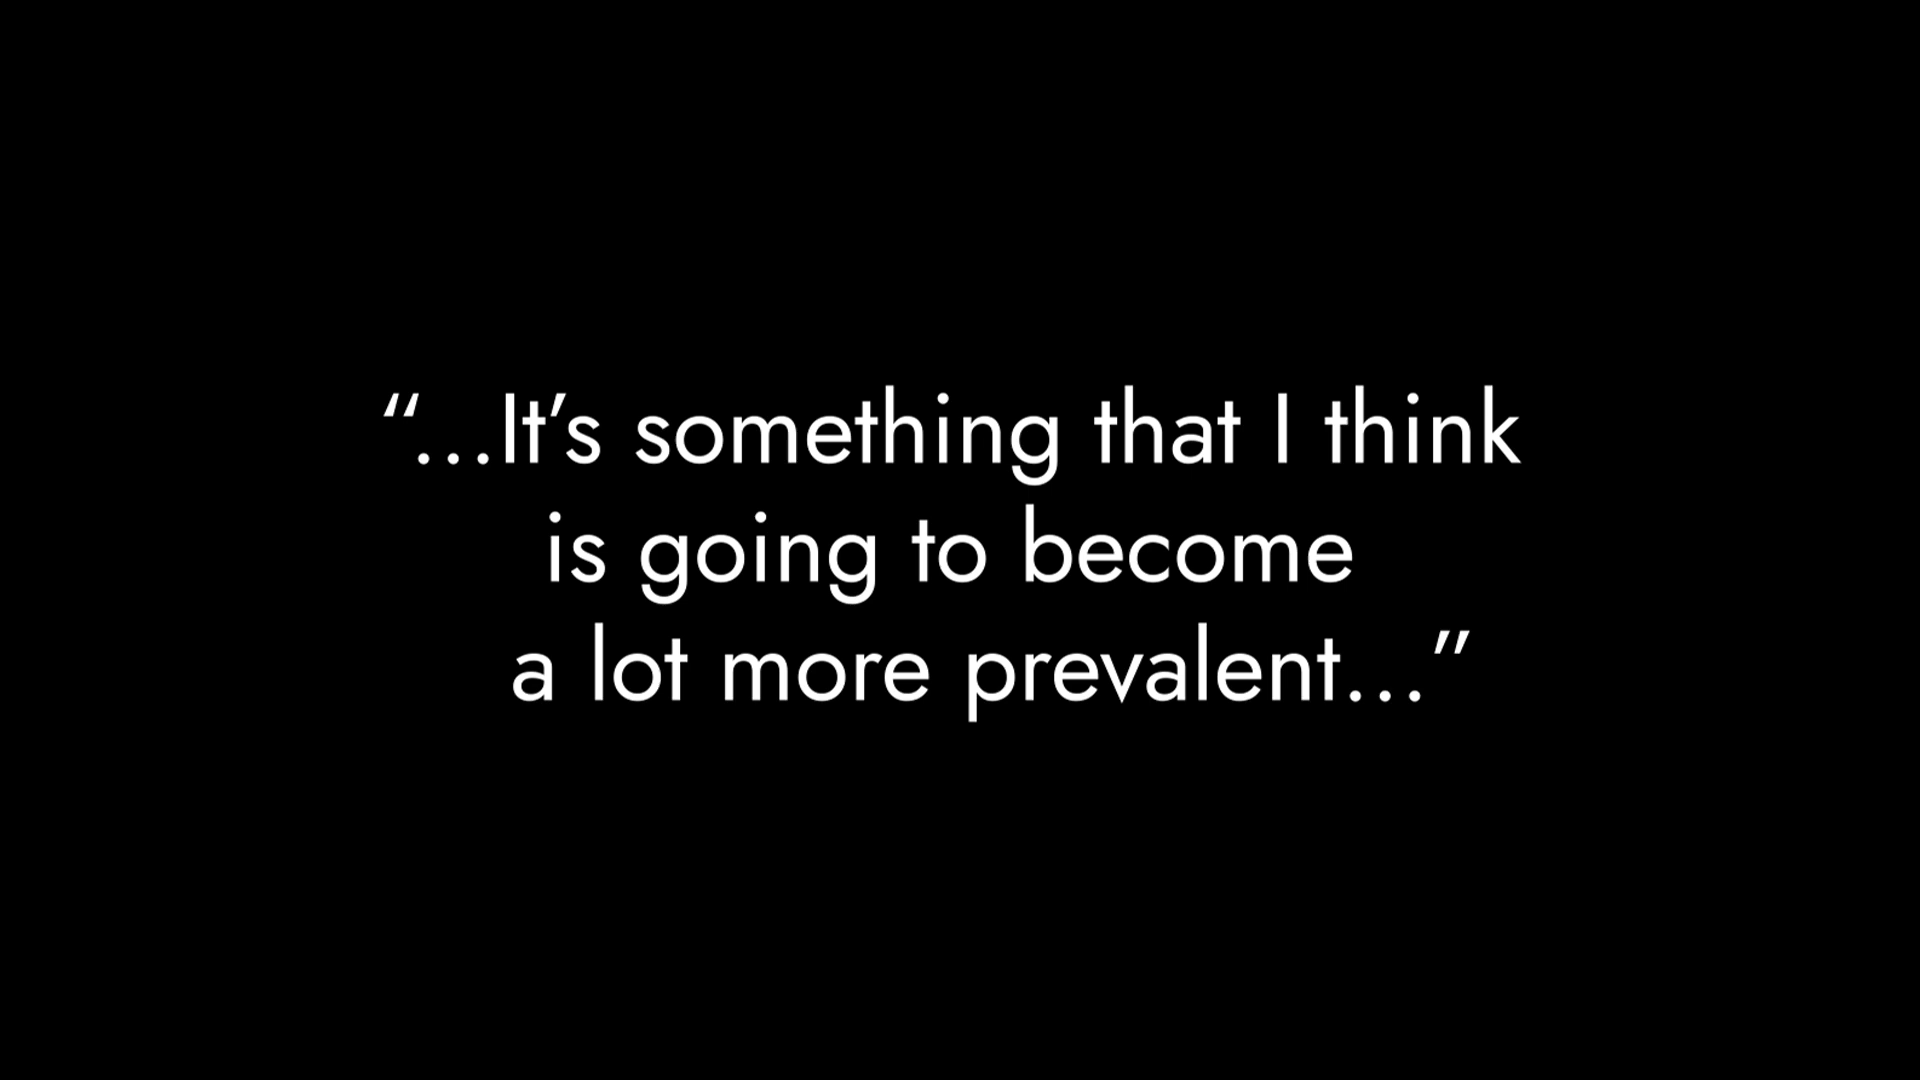 “...It’s something that I think
is going to become
a lot more prevalent...”